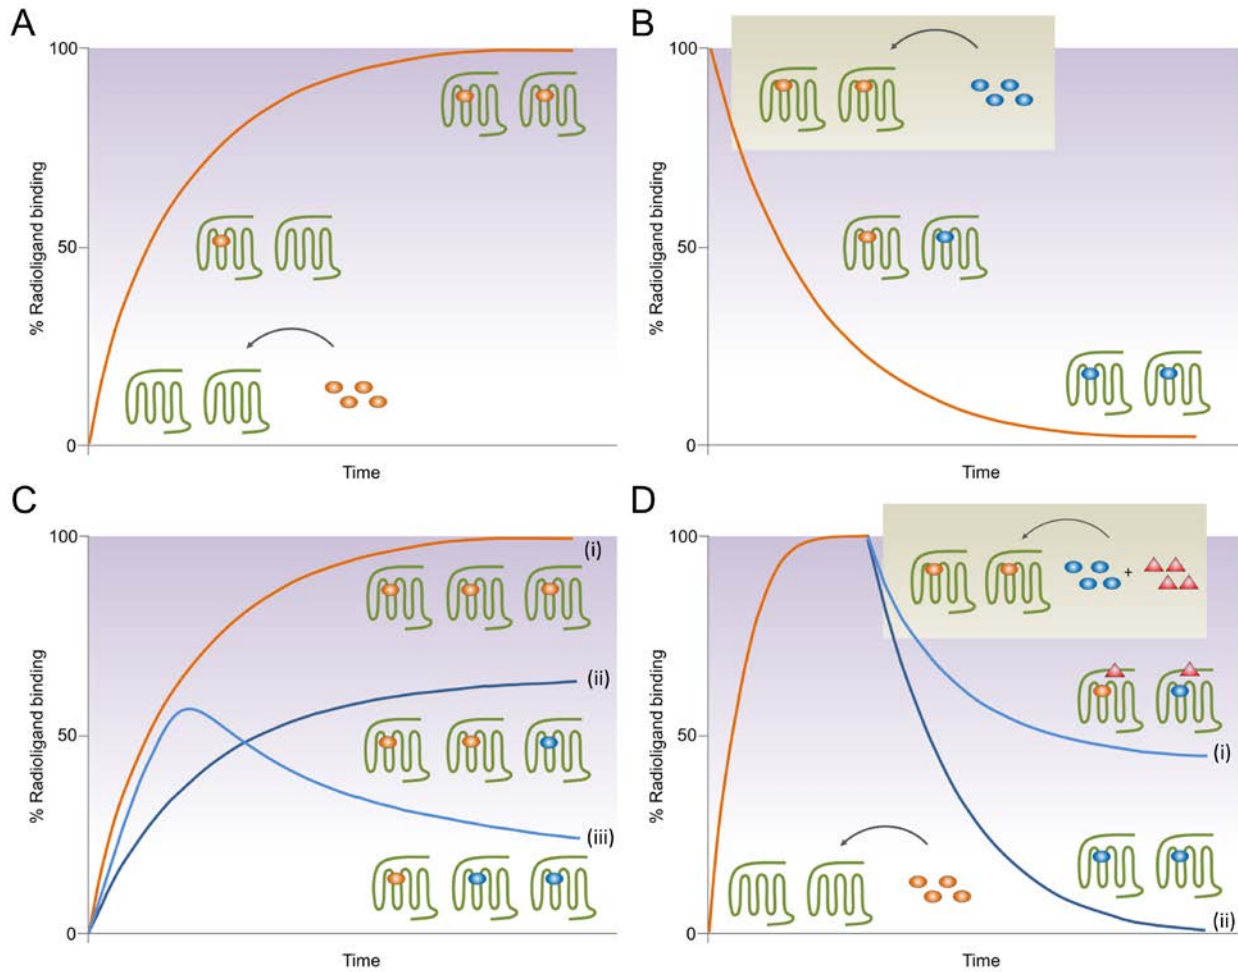 A
100
50
0
% Radioligand binding
Time
B
100
50
0
% Radioligand binding
Time
C
100
50
0
% Radioligand binding
Time
(i)
(ii)
(iii)
D
100
50
0
% Radioligand binding
Time
+
(i)
(ii)